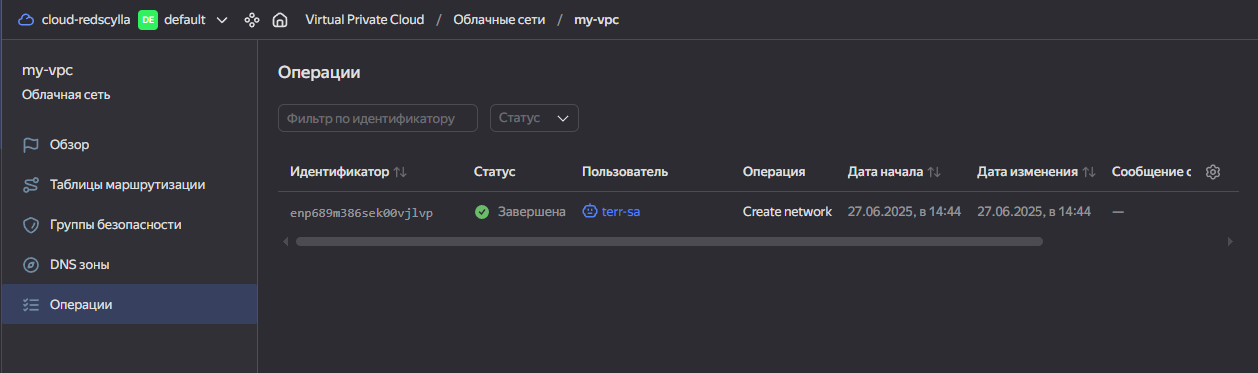 cloud-redscylla DE default Virtual Private Cloud / Облачные сети / my-vpc
my-vpc
Облачная сеть
Обзор
Таблицы маршрутизации
Группы безопасности
DNS зоны
Операции
Операции
Фильтр по идентификатору Статус
Идентификатор Статус Пользователь Операция Дата начала Дата изменения Сообщение с
enp689m386sek00vjlvp Завершена terr-sa Create network 27.06.2025, в 14:44 27.06.2025, в 14:44 —